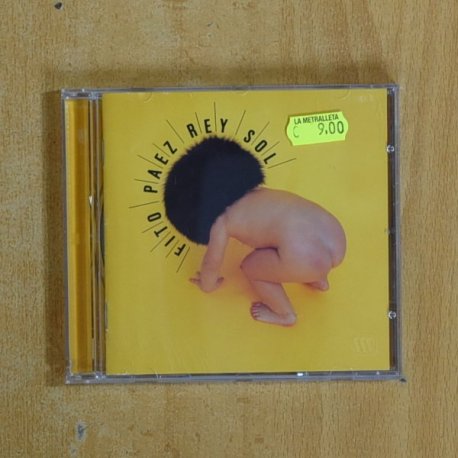 FITO PAEZ REY SOL
LA METRALLETA
€ 9,00